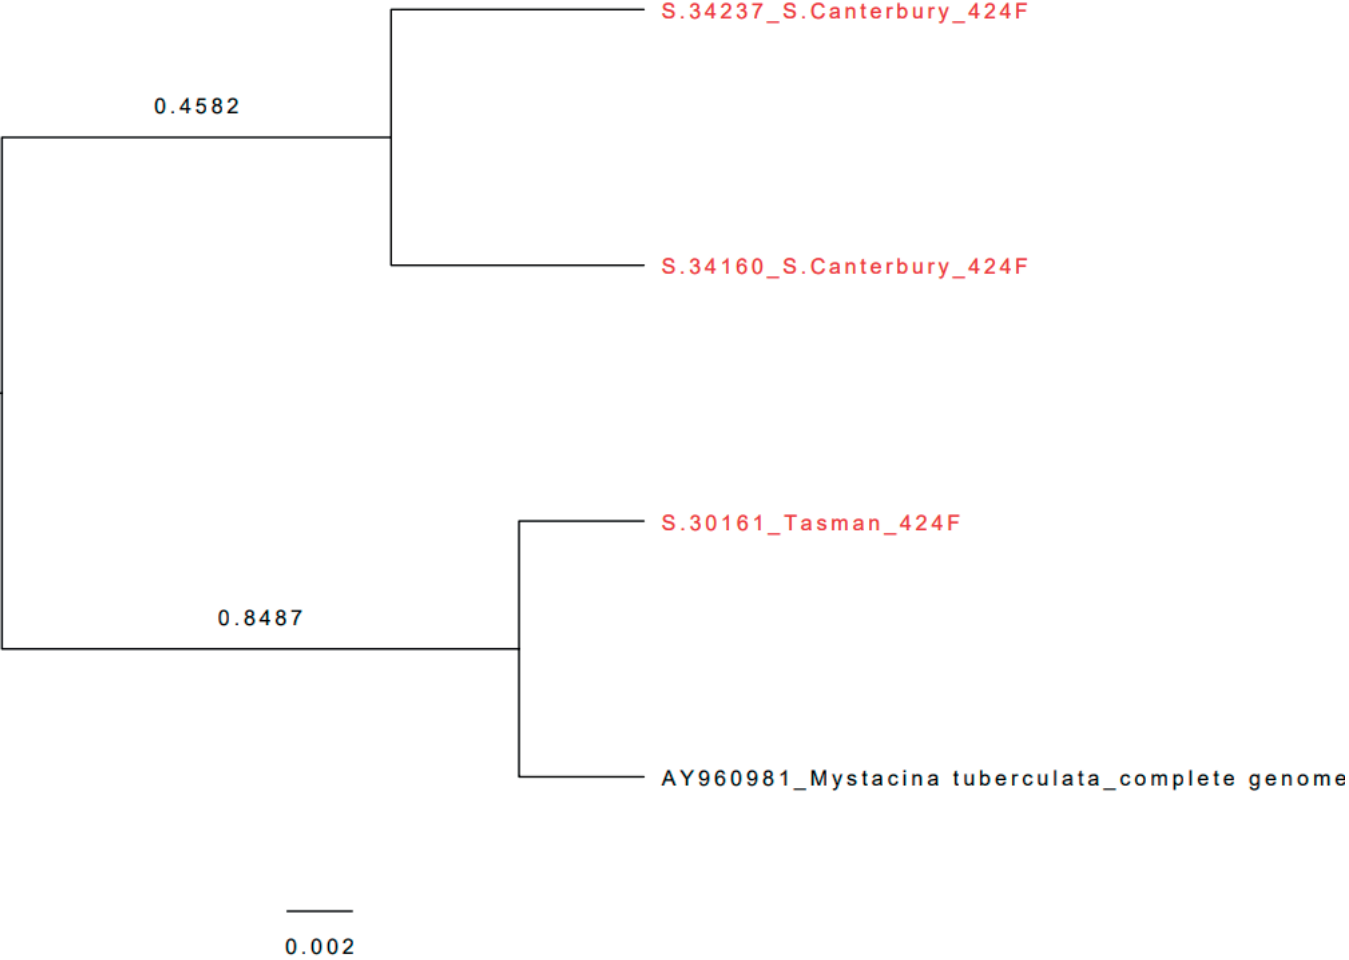 S.34237_S.Canterbury_424F
0.4582
S.34160_S.Canterbury_424F
S.30161_Tasman_424F
0.8487
AY960981_Mystacina tuberculata_complete genome
0.002